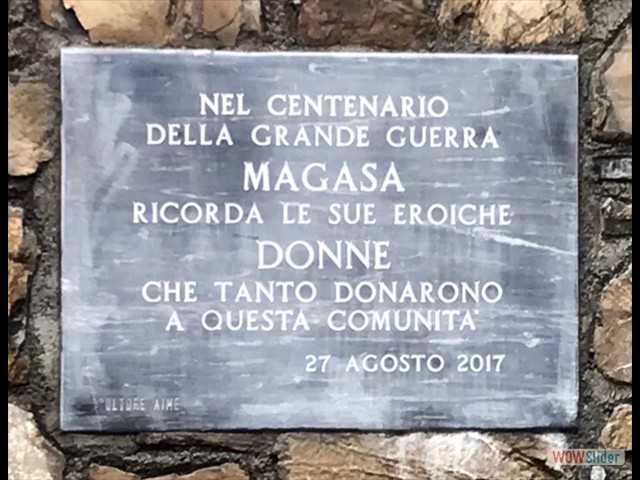 NEL CENTENARIO
DELLA GRANDE GUERRA
MAGASA
RICORDA LE SUE EROICHE
DONNE
CHE TANTO DONARONO
A QUESTA COMUNITA'
27 AGOSTO 2017
AIME
WOWSlider